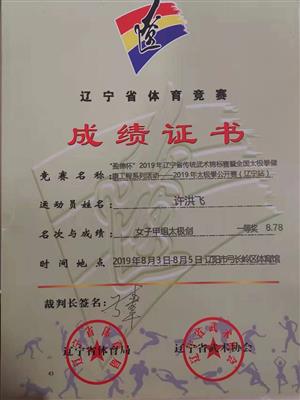 辽宁省体育竞赛
成绩证书
"盈德杯"2019年辽宁省传统武术锦标赛暨全国太极拳健
竞赛名称：康工程系列活动——2019年太极拳公开赛（辽宁站）
运动员姓名：许洪飞
名次与成绩：女子甲组太极剑 一等奖 8.78
时间地点 2019年8月3日-8月5日 辽阳市弓长岭区体育馆
裁判长签名：
辽宁省体育局 辽宁省武术协会
43